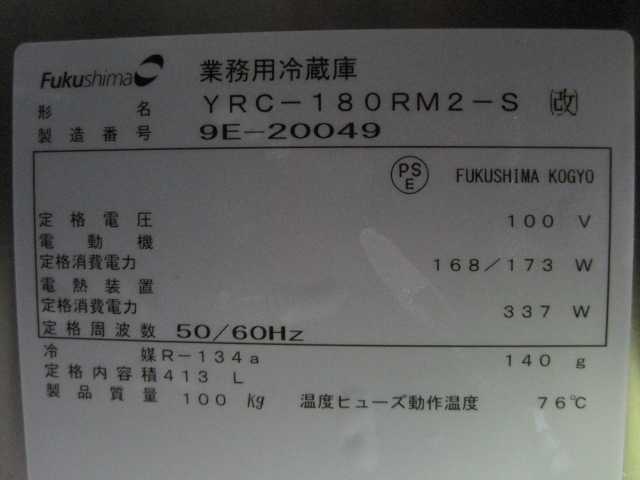 Fukushima 業務用冷蔵庫
形名 YRC-180RM2-S (改)
製造番号 9E-20049
PS E FUKUSHIMA KOGYO
定格電圧 100 V
電動機
定格消費電力 168/173 W
電熱装置
定格消費電力 337 W
定格周波数 50/60Hz
冷媒 R-134a 140 g
定格内容積 413 L
製品質量 100 kg 温度ヒューズ動作温度 76℃